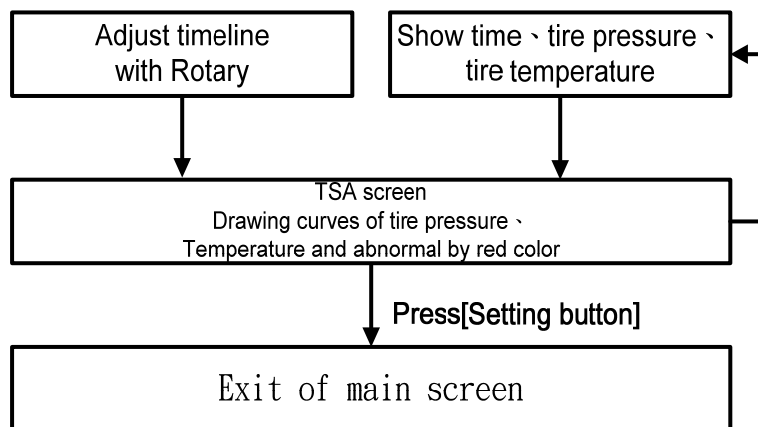 Adjust timeline
with Rotary
Show time、tire pressure、
tire temperature
TSA screen
Drawing curves of tire pressure、
Temperature and abnormal by red color
Press[Setting button]
Exit of main screen